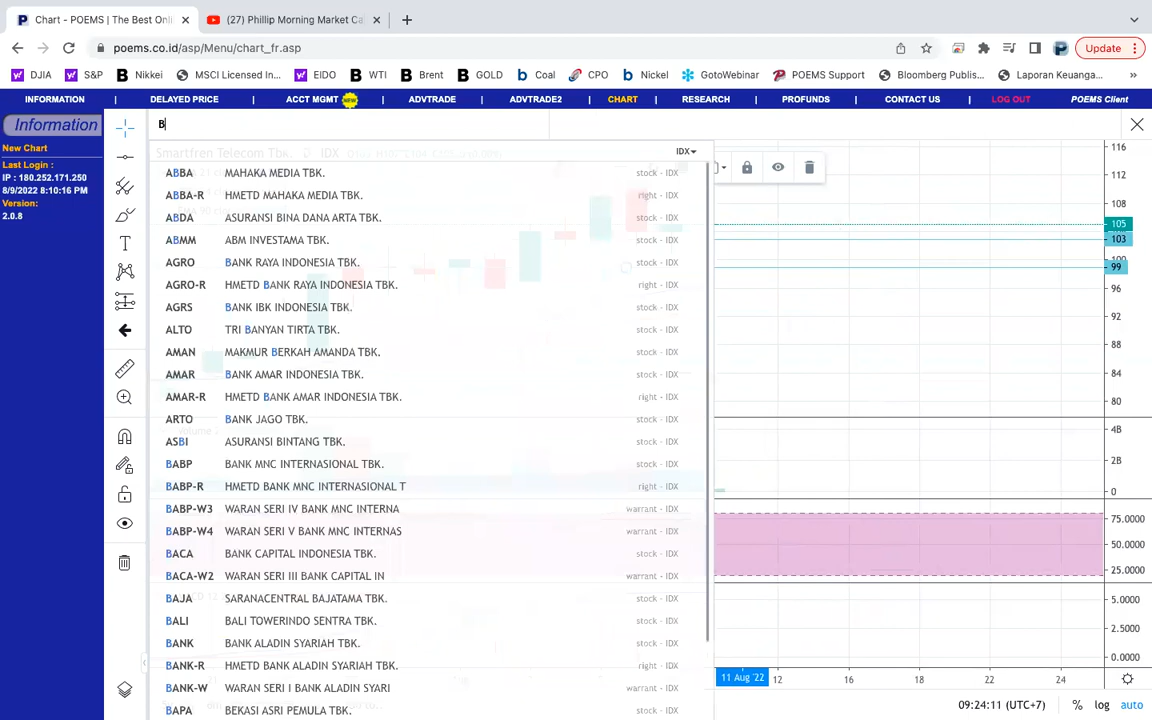 Chart - POEMS | The Best Onli
(27) Phillip Morning Market Ca
poems.co.id/asp/Menu/chart_fr.asp
Update
DJIA S&P Nikkei MSCI Licensed In... EIDO WTI Brent GOLD Coal CPO Nickel GotoWebinar POEMS Support Bloomberg Publis... Laporan Keuanga... »
INFORMATION | DELAYED PRICE | ACCT MGMT NEW | ADVTRADE | ADVTRADE2 | CHART | RESEARCH | PROFUNDS | CONTACT US | LOG OUT POEMS Client
Information
New Chart
Last Login :
IP : 180.252.171.250
8/9/2022 8:10:16 PM
Version:
2.0.8
B
Smartfren Telecom Tbk. D IDX
IDX
ABBA MAHAKA MEDIA TBK. stock - IDX
ABBA-R HMETD MAHAKA MEDIA TBK. right - IDX
ABDA ASURANSI BINA DANA ARTA TBK. stock - IDX
ABMM ABM INVESTAMA TBK. stock - IDX
AGRO BANK RAYA INDONESIA TBK. stock - IDX
AGRO-R HMETD BANK RAYA INDONESIA TBK. right - IDX
AGRS BANK IBK INDONESIA TBK. stock - IDX
ALTO TRI BANYAN TIRTA TBK. stock - IDX
AMAN MAKMUR BERKAH AMANDA TBK. stock - IDX
AMAR BANK AMAR INDONESIA TBK. stock - IDX
AMAR-R HMETD BANK AMAR INDONESIA TBK. right - IDX
ARTO BANK JAGO TBK. stock - IDX
ASBI ASURANSI BINTANG TBK. stock - IDX
BABP BANK MNC INTERNASIONAL TBK. stock - IDX
BABP-R HMETD BANK MNC INTERNASIONAL T right - IDX
BABP-W3 WARAN SERI IV BANK MNC INTERNA warrant - IDX
BABP-W4 WARAN SERI V BANK MNC INTERNAS warrant - IDX
BACA BANK CAPITAL INDONESIA TBK. stock - IDX
BACA-W2 WARAN SERI III BANK CAPITAL IN warrant - IDX
BAJA SARANACENTRAL BAJATAMA TBK. stock - IDX
BALI BALI TOWERINDO SENTRA TBK. stock - IDX
BANK BANK ALADIN SYARIAH TBK. stock - IDX
BANK-R HMETD BANK ALADIN SYARIAH TBK. right - IDX
BANK-W WARAN SERI I BANK ALADIN SYARI warrant - IDX
BAPA BEKASI ASRI PEMULA TBK. stock - IDX
116
112
108
105
103
100
99
96
92
88
84
80
4B
2B
0
75.0000
50.0000
25.0000
5.0000
2.5000
0.0000
11 Aug '22 12 16 18 22 24
09:24:11 (UTC+7) % log auto